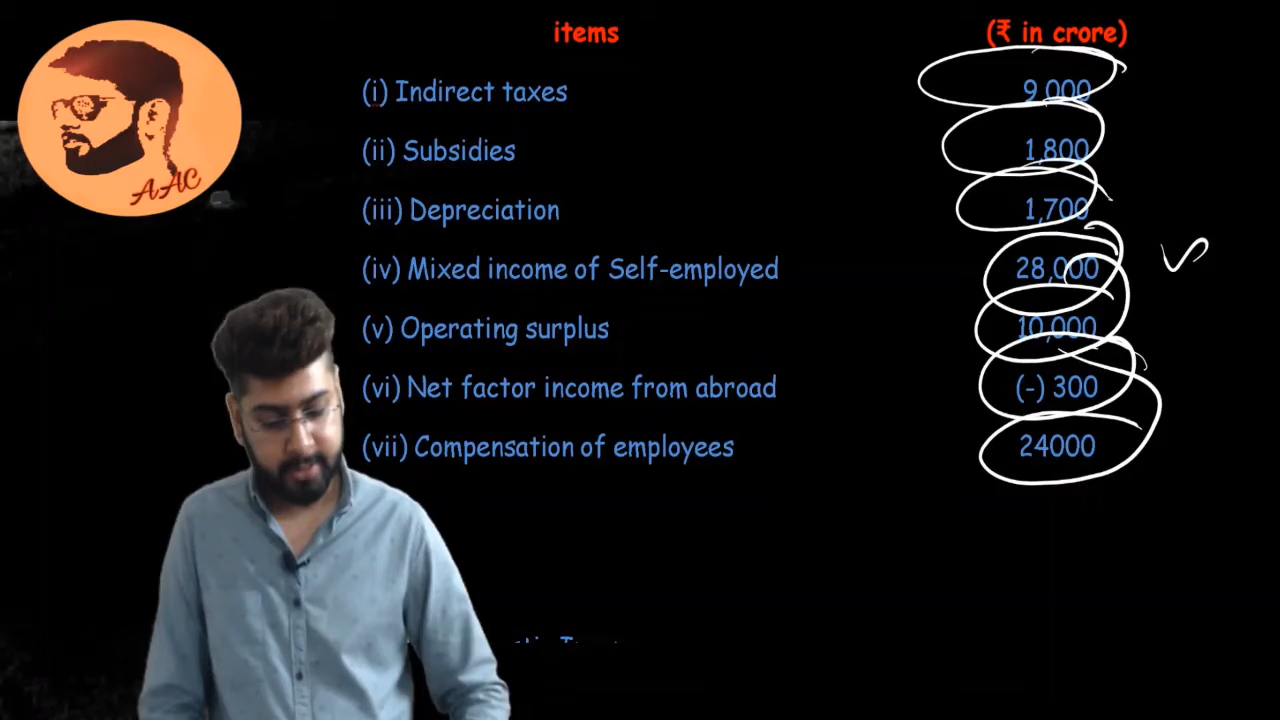 items (₹ in crore)
(i) Indirect taxes 9,000
(ii) Subsidies 1,800
(iii) Depreciation 1,700
(iv) Mixed income of Self-employed 28,000
(v) Operating surplus 10,000
(vi) Net factor income from abroad (-) 300
(vii) Compensation of employees 24000
AAC